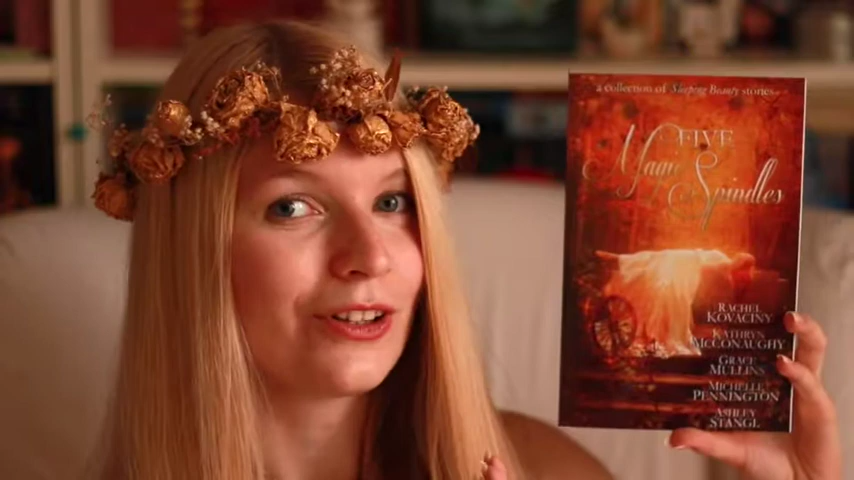 a collection of Sleeping Beauty stories
FIVE
Magic
Spindles
RACHEL
KOVACINY
KATHRYN
MCCONAUGHY
GRACE
MULLINS
MICHELLE
PENNINGTON
ASHLEY
STANGL